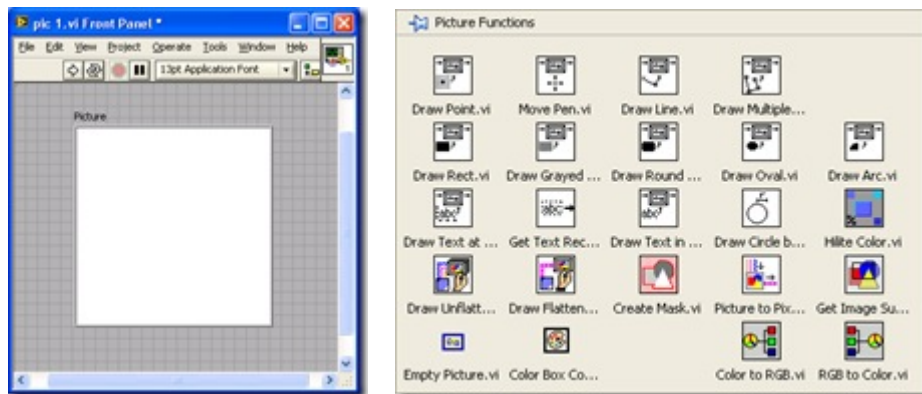 pic 1.vi Front Panel *
File Edit View Project Operate Tools Window Help
13pt Application Font
Picture
Picture Functions
Draw Point.vi Move Pen.vi Draw Line.vi Draw Multiple...
Draw Rect.vi Draw Grayed ... Draw Round ... Draw Oval.vi Draw Arc.vi
Draw Text at ... Get Text Rec... Draw Text in ... Draw Circle b... Hilite Color.vi
Draw Unflatt... Draw Flatten... Create Mask.vi Picture to Pix... Get Image Su...
Empty Picture.vi Color Box Co... Color to RGB.vi RGB to Color.vi